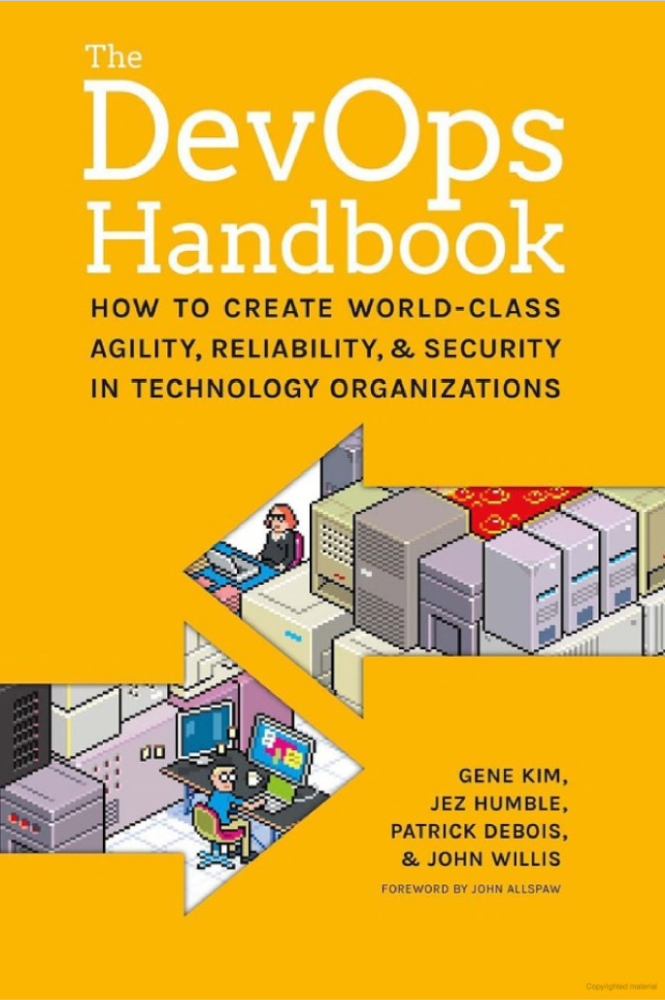 The
DevOps
Handbook
HOW TO CREATE WORLD-CLASS
AGILITY, RELIABILITY, & SECURITY
IN TECHNOLOGY ORGANIZATIONS
GENE KIM,
JEZ HUMBLE,
PATRICK DEBOIS,
& JOHN WILLIS
FOREWORD BY JOHN ALLSPAW
Copyrighted material